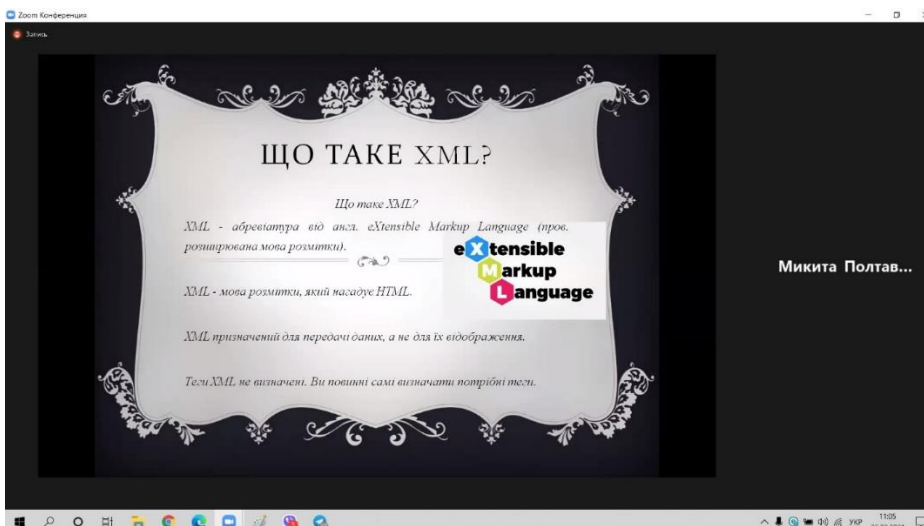 Zoom Конференция
Запись
ЩО ТАКЕ XML?
Що таке XML?
XML - абревіатура від англ. eXtensible Markup Language (пров.
розширювана мова розмітки).
eXtensible
Markup
Language
XML - мова розмітки, який нагадує HTML.
XML призначений для передачі даних, а не для їх відображення.
Теги XML не визначені. Ви повинні самі визначати потрібні теги.
Микита Полтав...
УКР
11:05